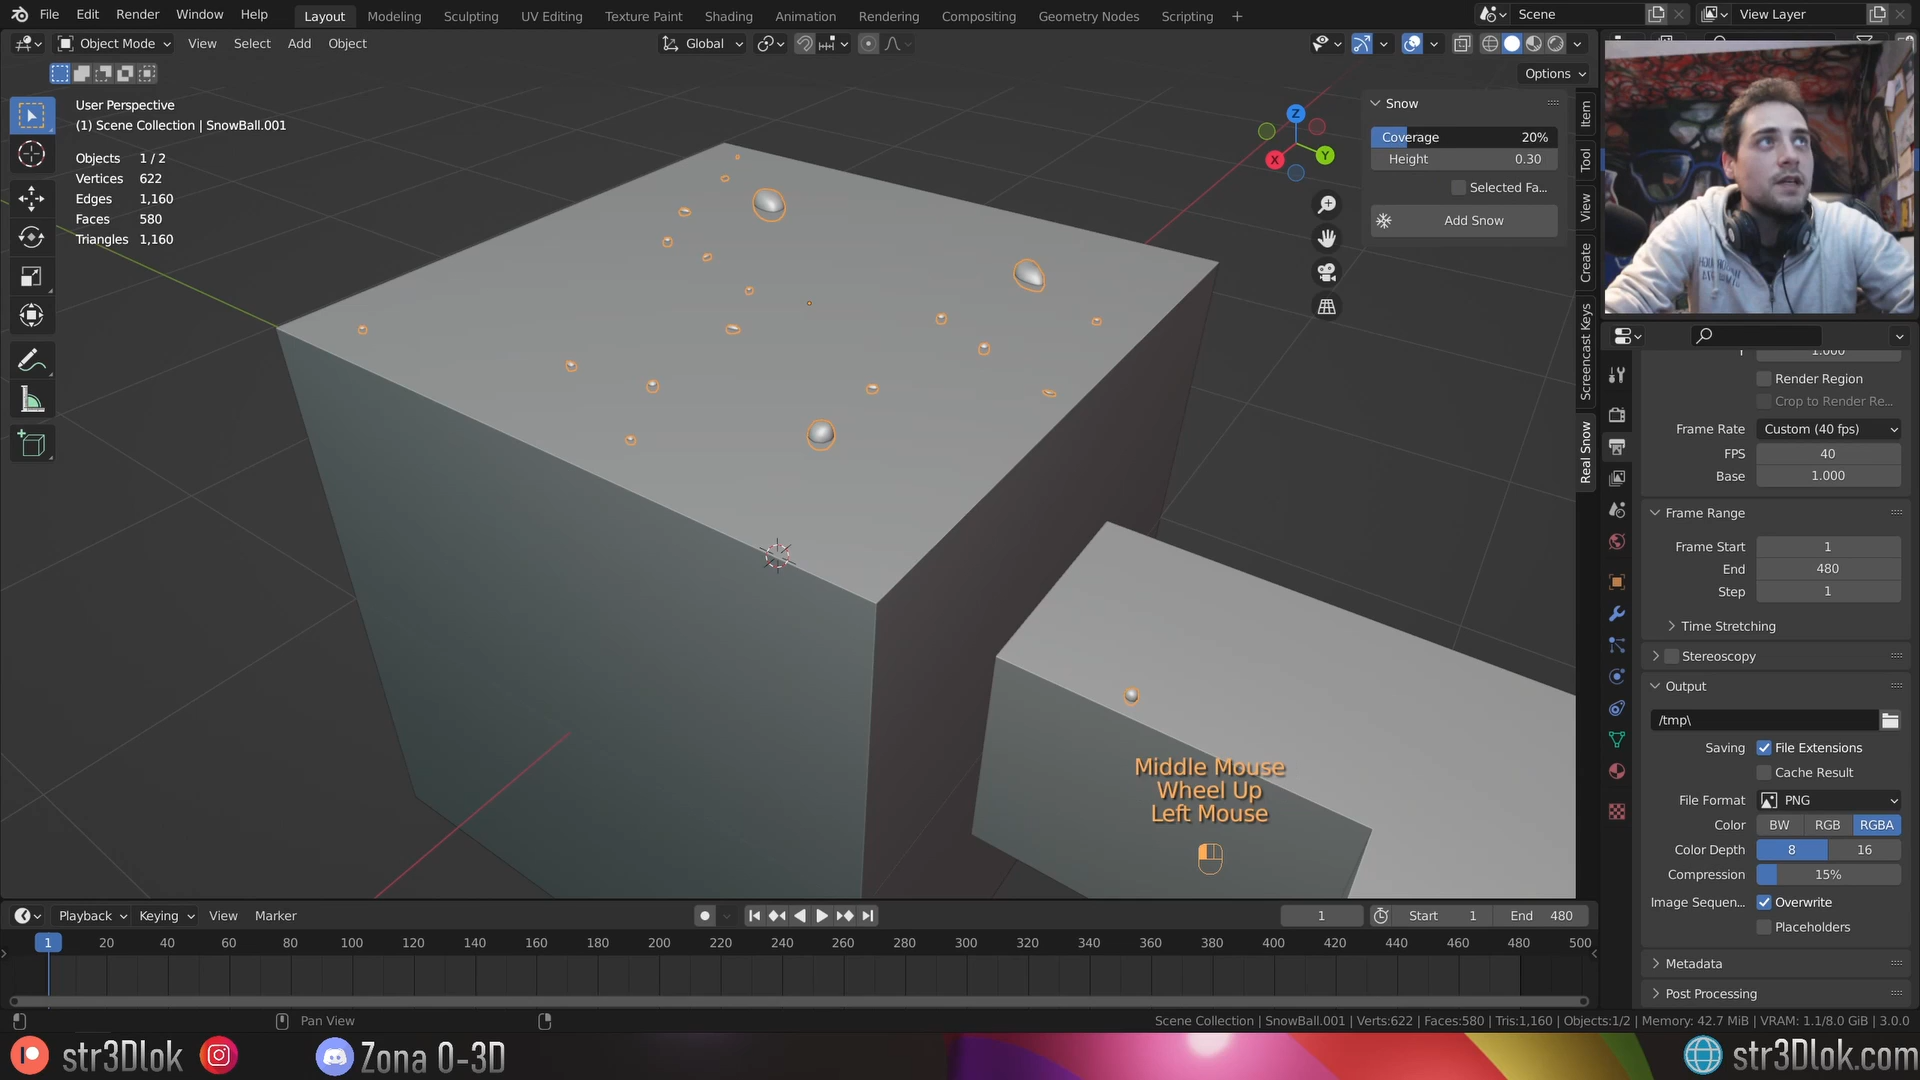 File Edit Render Window Help Layout Modeling Sculpting UV Editing Texture Paint Shading Animation Rendering Compositing Geometry Nodes Scripting + Scene View Layer
Object Mode View Select Add Object Global
Options
User Perspective
(1) Scene Collection | SnowBall.001
Objects 1 / 2
Vertices 622
Edges 1,160
Faces 580
Triangles 1,160
Z
Y
X
Snow
Coverage 20%
Height 0.30
Selected Fa...
Add Snow
Item
Tool
View
Create
Screencast Keys
Real Snow
Middle Mouse
Wheel Up
Left Mouse
1.000
Render Region
Crop to Render Re...
Frame Rate Custom (40 fps)
FPS 40
Base 1.000
Frame Range
Frame Start 1
End 480
Step 1
Time Stretching
Stereoscopy
Output
/tmp\
Saving File Extensions
Cache Result
File Format PNG
Color BW RGB RGBA
Color Depth 8 16
Compression 15%
Image Sequen... Overwrite
Placeholders
Metadata
Post Processing
Playback Keying View Marker 1 Start 1 End 480
1 20 40 60 80 100 120 140 160 180 200 220 240 260 280 300 320 340 360 380 400 420 440 460 480 500
Pan View
Scene Collection | SnowBall.001 | Verts:622 | Faces:580 | Tris:1,160 | Objects:1/2 | Memory: 42.7 MiB | VRAM: 1.1/8.0 GiB | 3.0.0
str3Dlok Zona 0-3D str3Dlok.com